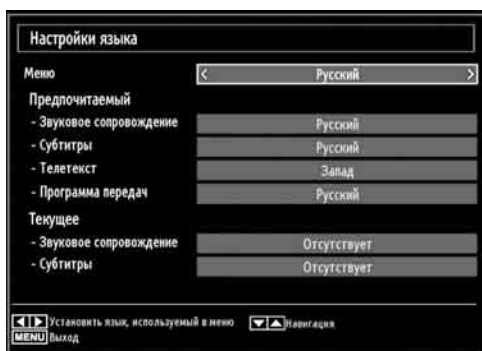 Настройки языка
Меню < Русский >
Предпочитаемый
- Звуковое сопровождение Русский
- Субтитры Русский
- Телетекст Запад
- Программа передач Русский
Текущее
- Звуковое сопровождение Отсутствует
- Субтитры Отсутствует
Установить язык, используемый в меню Навигация
MENU Выход